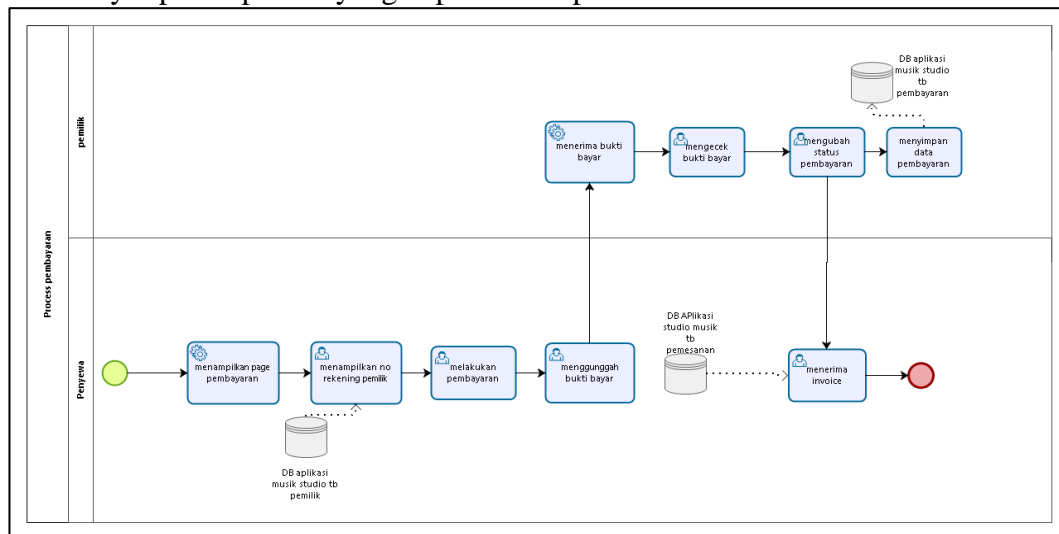 Process pembayaran
pemilik
Penyewa
DB aplikasi
musik studio
tb
pembayaran
menerima bukti
bayar
mengecek
bukti bayar
mengubah
status
pembayaran
menyimpan
data
pembayaran
DB APlikasi
studio musik
tb
pemesanan
menampilkan page
pembayaran
menampilkan no
rekening pemilik
melakukan
pembayaran
menggunggah
bukti bayar
menerima
invoice
DB aplikasi
musik studio tb
pemilik